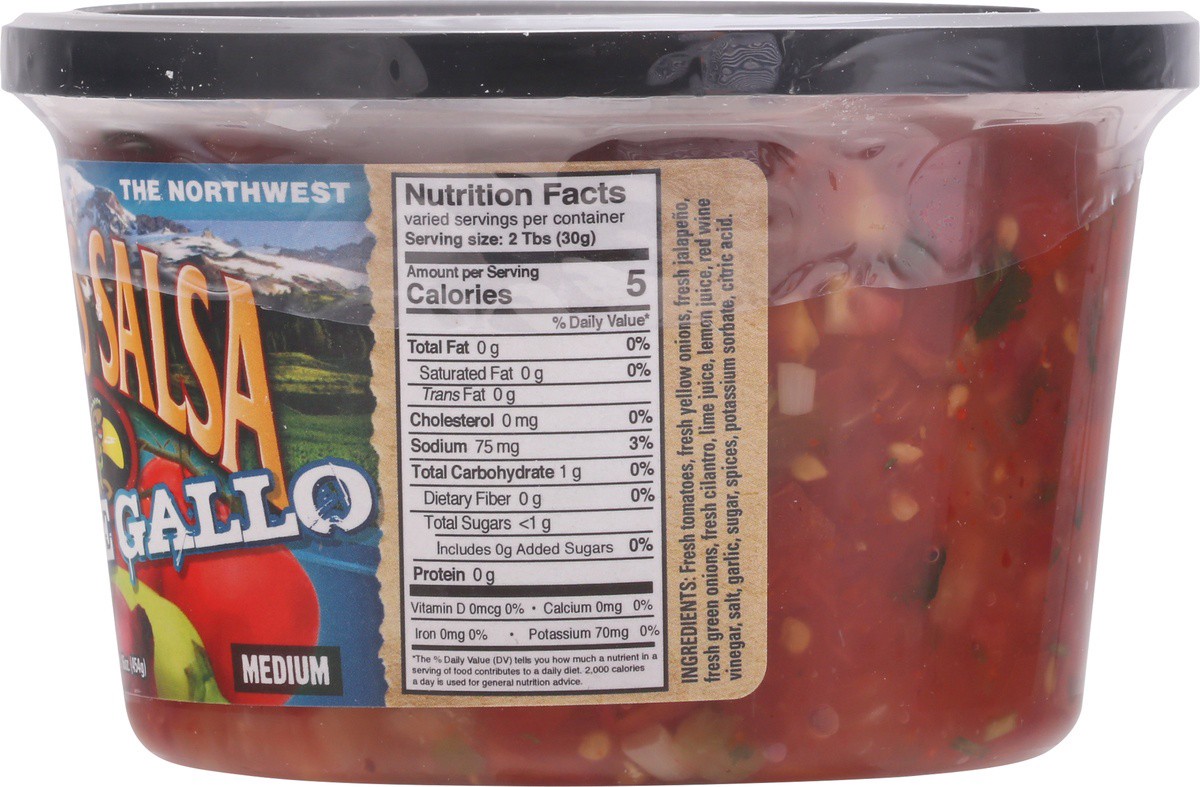 THE NORTHWEST
SALSA
GALLO
(454g)
MEDIUM
Nutrition Facts
varied servings per container
Serving size: 2 Tbs (30g)
Amount per Serving
Calories 5
% Daily Value*
Total Fat 0 g 0%
Saturated Fat 0 g 0%
Trans Fat 0 g
Cholesterol 0 mg 0%
Sodium 75 mg 3%
Total Carbohydrate 1 g 0%
Dietary Fiber 0 g 0%
Total Sugars <1 g
Includes 0g Added Sugars 0%
Protein 0 g
Vitamin D 0mcg 0% • Calcium 0mg 0%
Iron 0mg 0% • Potassium 70mg 0%
*The % Daily Value (DV) tells you how much a nutrient in a
serving of food contributes to a daily diet. 2,000 calories
a day is used for general nutrition advice.
INGREDIENTS: Fresh tomatoes, fresh yellow onions, fresh jalapeño,
fresh green onions, fresh cilantro, lime juice, lemon juice, red wine
vinegar, salt, garlic, sugar, spices, potassium sorbate, citric acid.